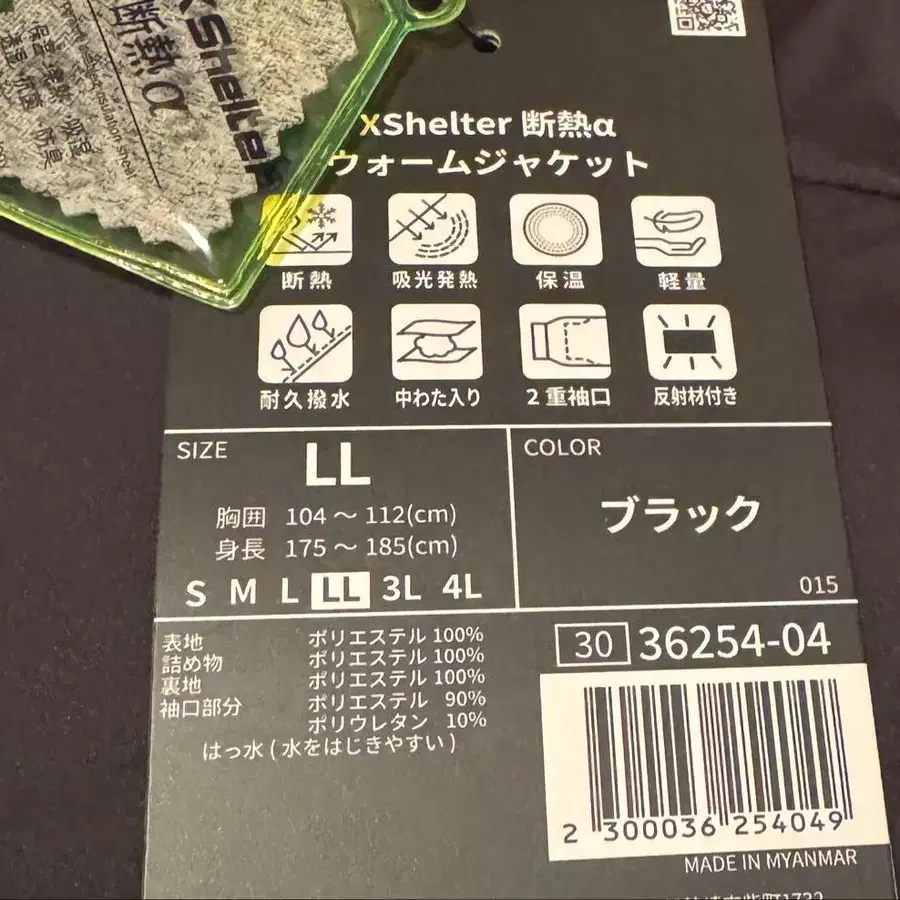 断熱α
XShelter
XShelter 断熱α
ウォームジャケット
断熱 吸光発熱 保温 軽量
耐久撥水 中わた入り 2重袖口 反射材付き
SIZE
LL
胸囲 104～112(cm)
身長 175～185(cm)
S M L LL 3L 4L
COLOR
ブラック
015
表地 ポリエステル 100%
詰め物 ポリエステル 100%
裏地 ポリエステル 100%
袖口部分 ポリエステル 90%
ポリウレタン 10%
はっ水(水をはじきやすい)
30 36254-04
2 300036 254049
MADE IN MYANMAR